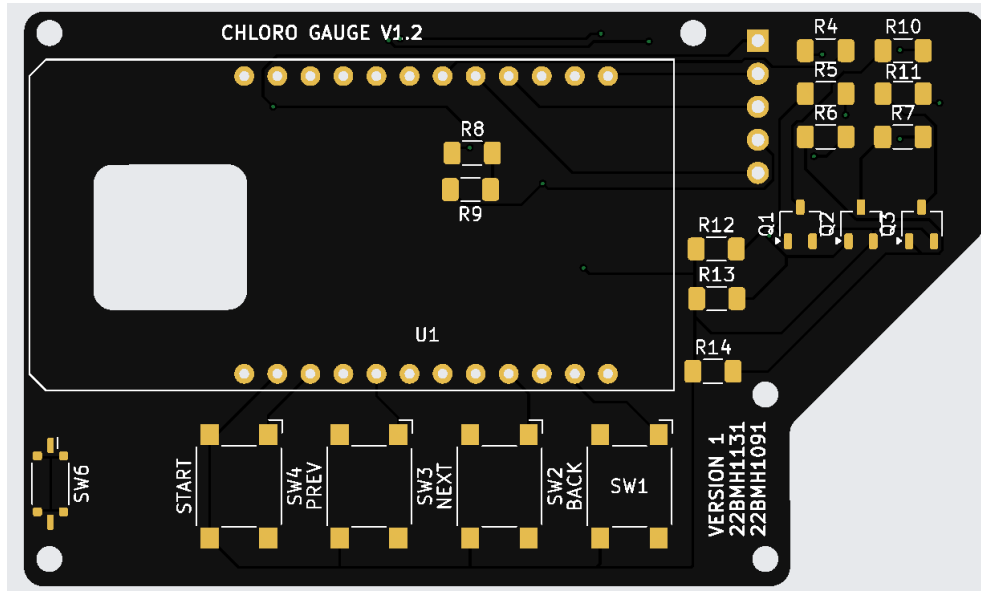 CHLORO GAUGE V1.2
R4
R10
R5
R11
R6
R7
R8
R9
Q1
Q2
Q3
R12
R13
U1
R14
SW6
START
SW4
PREV
SW3
NEXT
SW2
BACK
SW1
VERSION 1
22BMH1131
22BMH1091